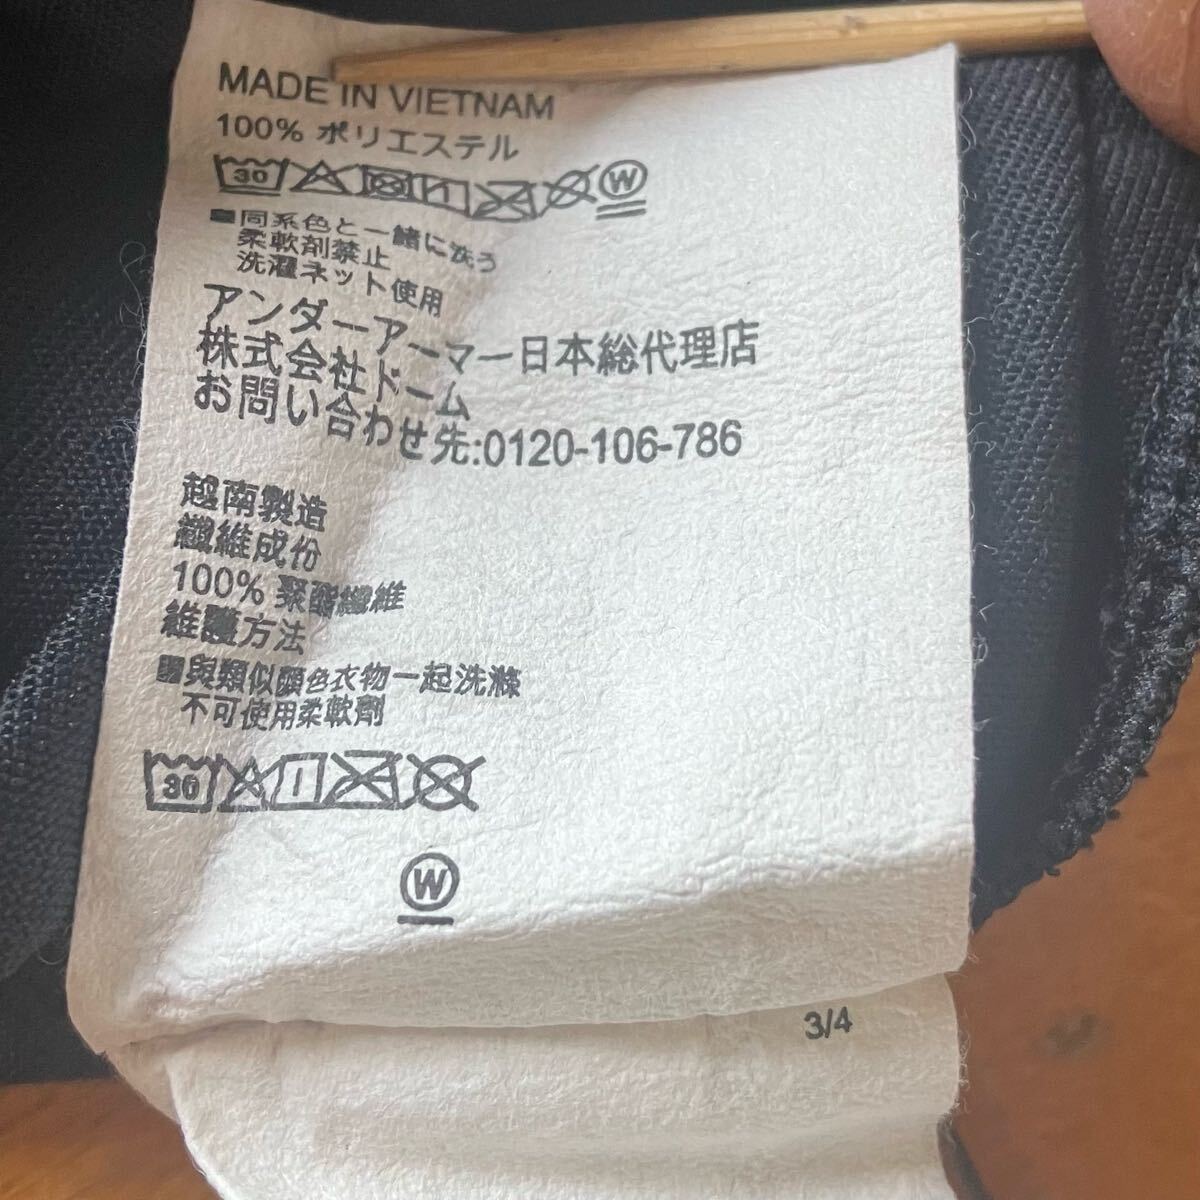 MADE IN VIETNAM
100% ポリエステル
30 W
■同系色と一緒に洗う
柔軟剤禁止
洗濯ネット使用
アンダーアーマー日本総代理店
株式会社ドーム
お問い合わせ先:0120-106-786
越南製造
纖維成份
100% 聚酯纖維
維護方法
■與類似顏色衣物一起洗滌
不可使用柔軟劑
30
W
3/4